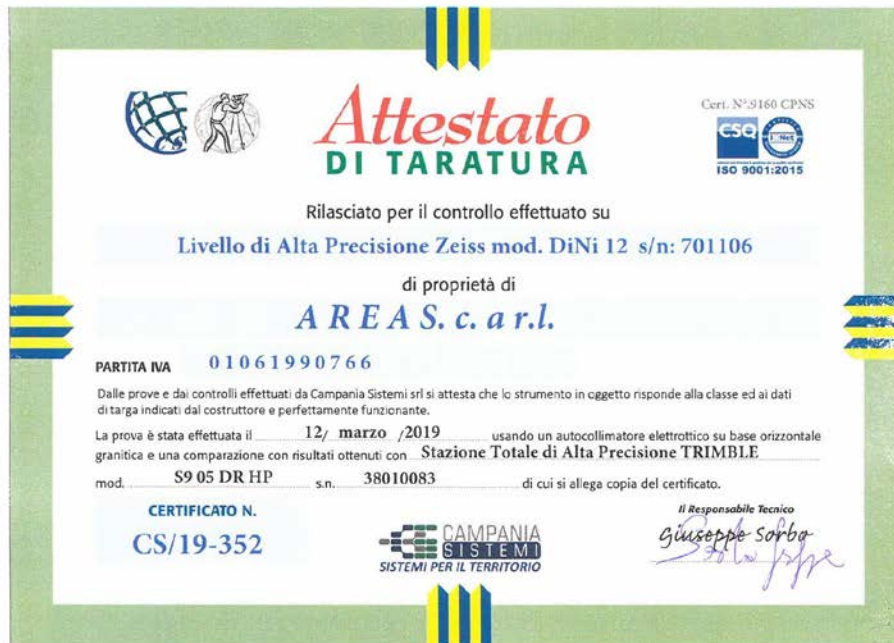 Attestato
DI TARATURA
Cert. N°.9160 CPNS
CSQ
I Net
ISO 9001:2015
Rilasciato per il controllo effettuato su
Livello di Alta Precisione Zeiss mod. DiNi 12 s/n: 701106
di proprietà di
A R E A S. c. a r.l.
PARTITA IVA 01061990766
Dalle prove e dai controlli effettuati da Campania Sistemi srl si attesta che lo strumento in oggetto risponde alla classe ed ai dati
di targa indicati dal costruttore e perfettamente funzionante.
La prova è stata effettuata il 12/ marzo /2019 usando un autocollimatore elettrottico su base orizzontale
granitica e una comparazione con risultati ottenuti con Stazione Totale di Alta Precisione TRIMBLE
mod. S9 05 DR HP s.n. 38010083 di cui si allega copia del certificato.
CERTIFICATO N.
CS/19-352
CAMPANIA
SISTEMI
SISTEMI PER IL TERRITORIO
Il Responsabile Tecnico
Giuseppe Sorbo